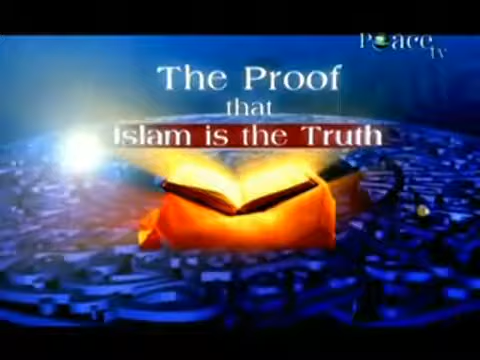 Peace tv
The Proof
that
Islam is the Truth